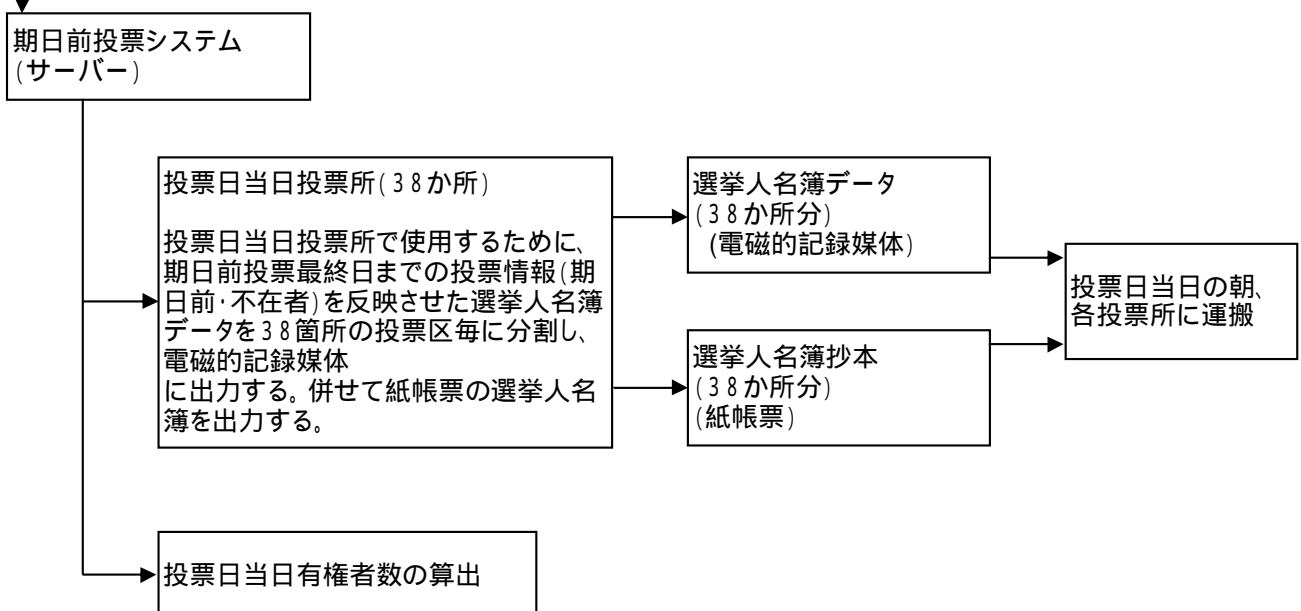 期日前投票システム
(サーバー)
投票日当日投票所(38か所)
投票日当日投票所で使用するために、
期日前投票最終日までの投票情報(期
日前・不在者)を反映させた選挙人名簿
データを38箇所の投票区毎に分割し、
電磁的記録媒体
に出力する。併せて紙帳票の選挙人名
簿を出力する。
選挙人名簿データ
(38か所分)
(電磁的記録媒体)
選挙人名簿抄本
(38か所分)
(紙帳票)
投票日当日の朝、
各投票所に運搬
投票日当日有権者数の算出